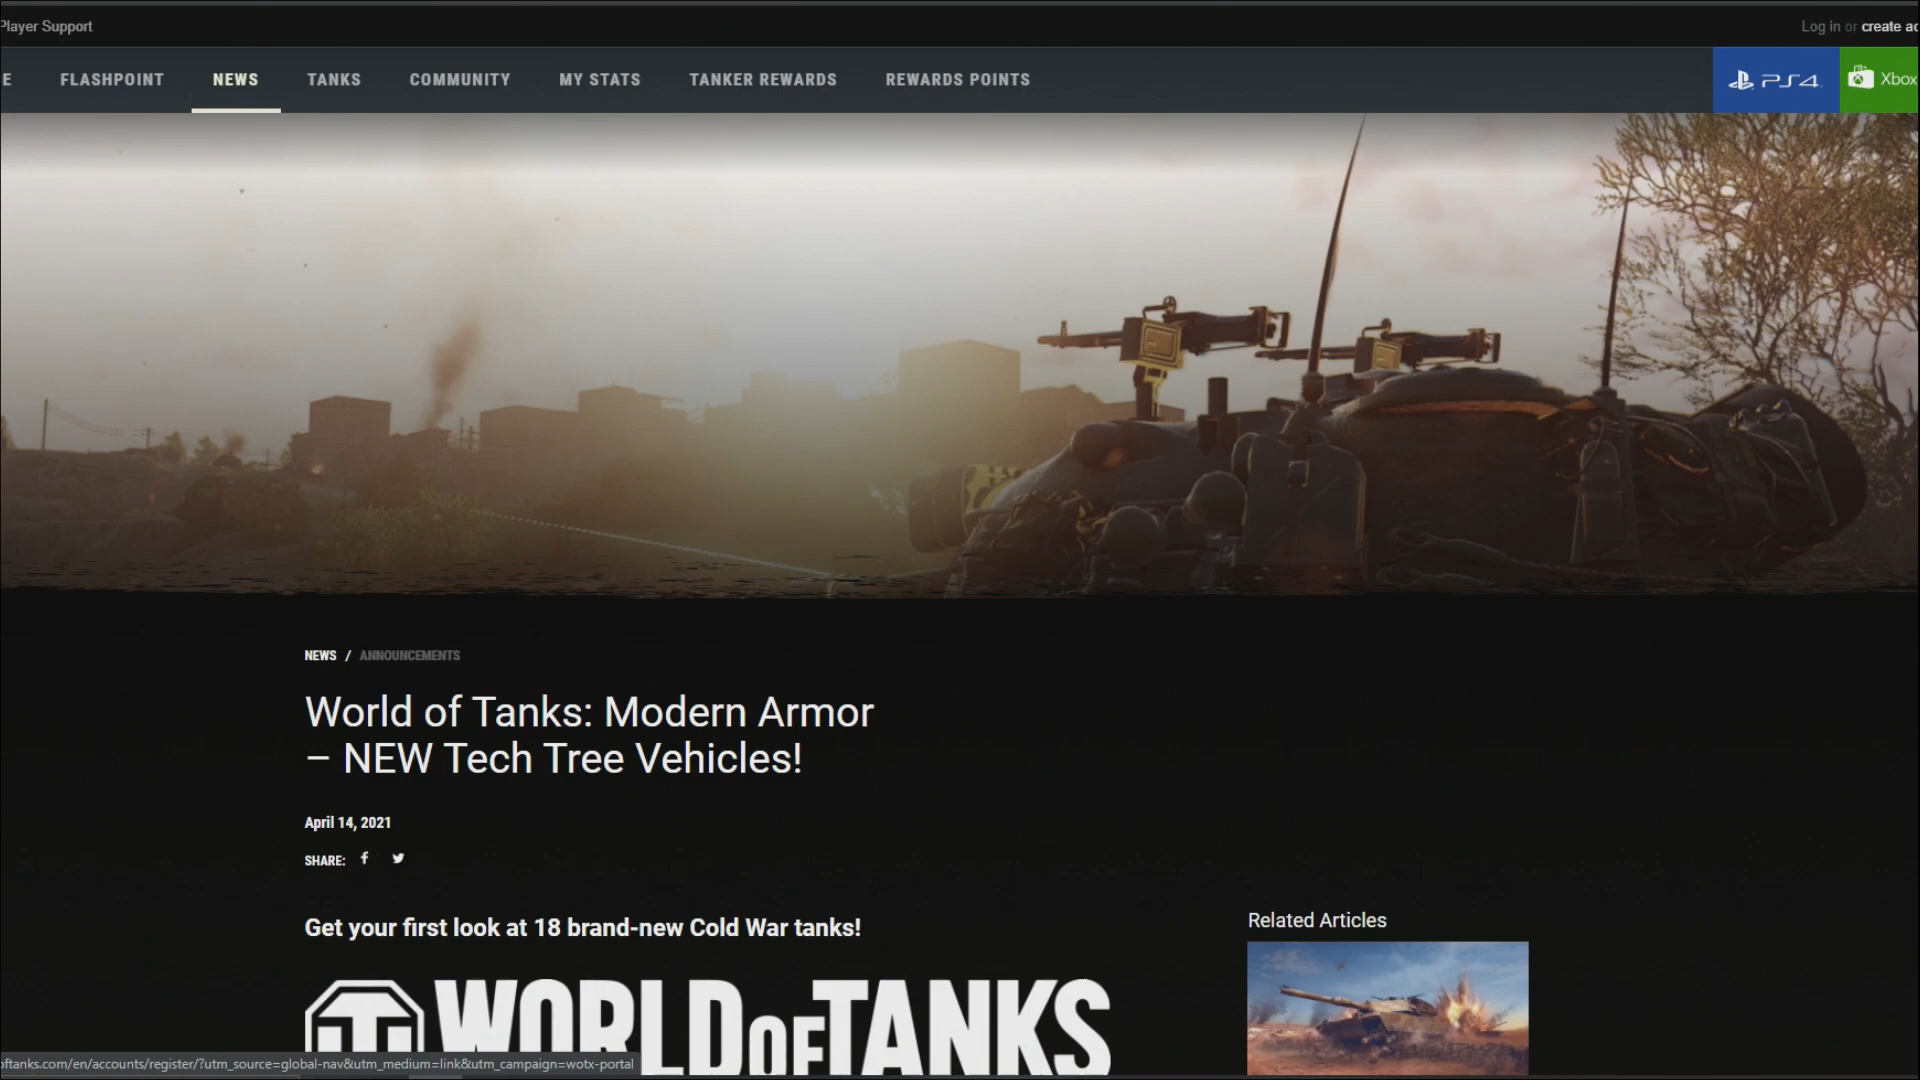 Player Support
Log in or create ac
E FLASHPOINT NEWS TANKS COMMUNITY MY STATS TANKER REWARDS REWARDS POINTS
PS4 Xbox
NEWS / ANNOUNCEMENTS
World of Tanks: Modern Armor
– NEW Tech Tree Vehicles!
April 14, 2021
SHARE:
Get your first look at 18 brand-new Cold War tanks!
Related Articles
WORLD OF TANKS
oftanks.com/en/accounts/register/?utm_source=global-nav&utm_medium=link&utm_campaign=wotx-portal